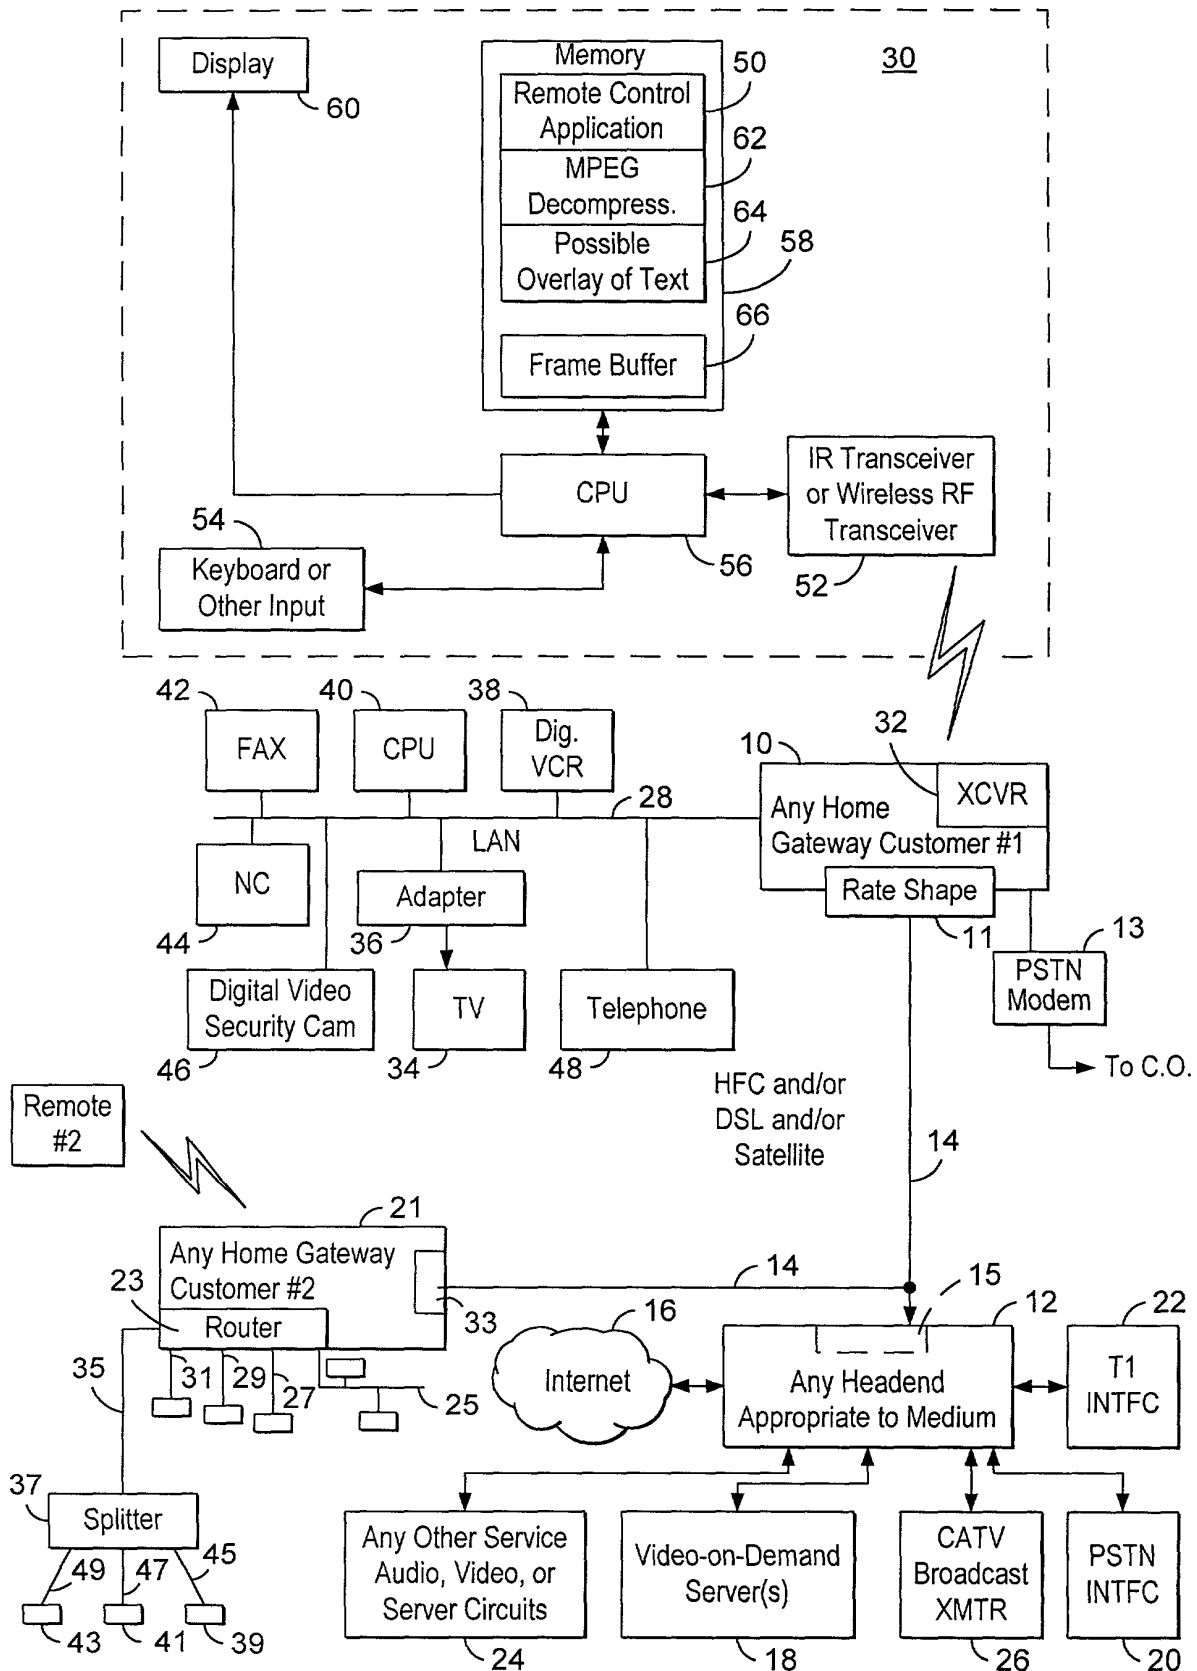 Display
60
Memory
50
30
Remote Control
Application
62
MPEG
Decompress.
64
Possible
Overlay of Text
58
66
Frame Buffer
CPU
56
IR Transceiver
or Wireless RF
Transceiver
52
54
Keyboard or
Other Input
42
FAX
40
CPU
38
Dig.
VCR
28
LAN
10
32
XCVR
Any Home
Gateway Customer #1
Rate Shape
11
13
PSTN
Modem
To C.O.
NC
44
Adapter
36
Digital Video
Security Cam
46
TV
34
Telephone
48
HFC and/or
DSL and/or
Satellite
14
Remote
#2
21
Any Home Gateway
Customer #2
23
Router
33
14
15
12
22
16
Internet
Any Headend
Appropriate to Medium
T1
INTFC
35
31
29
27
25
37
Splitter
49
47
45
43
41
39
Any Other Service
Audio, Video, or
Server Circuits
24
Video-on-Demand
Server(s)
18
CATV
Broadcast
XMTR
26
PSTN
INTFC
20